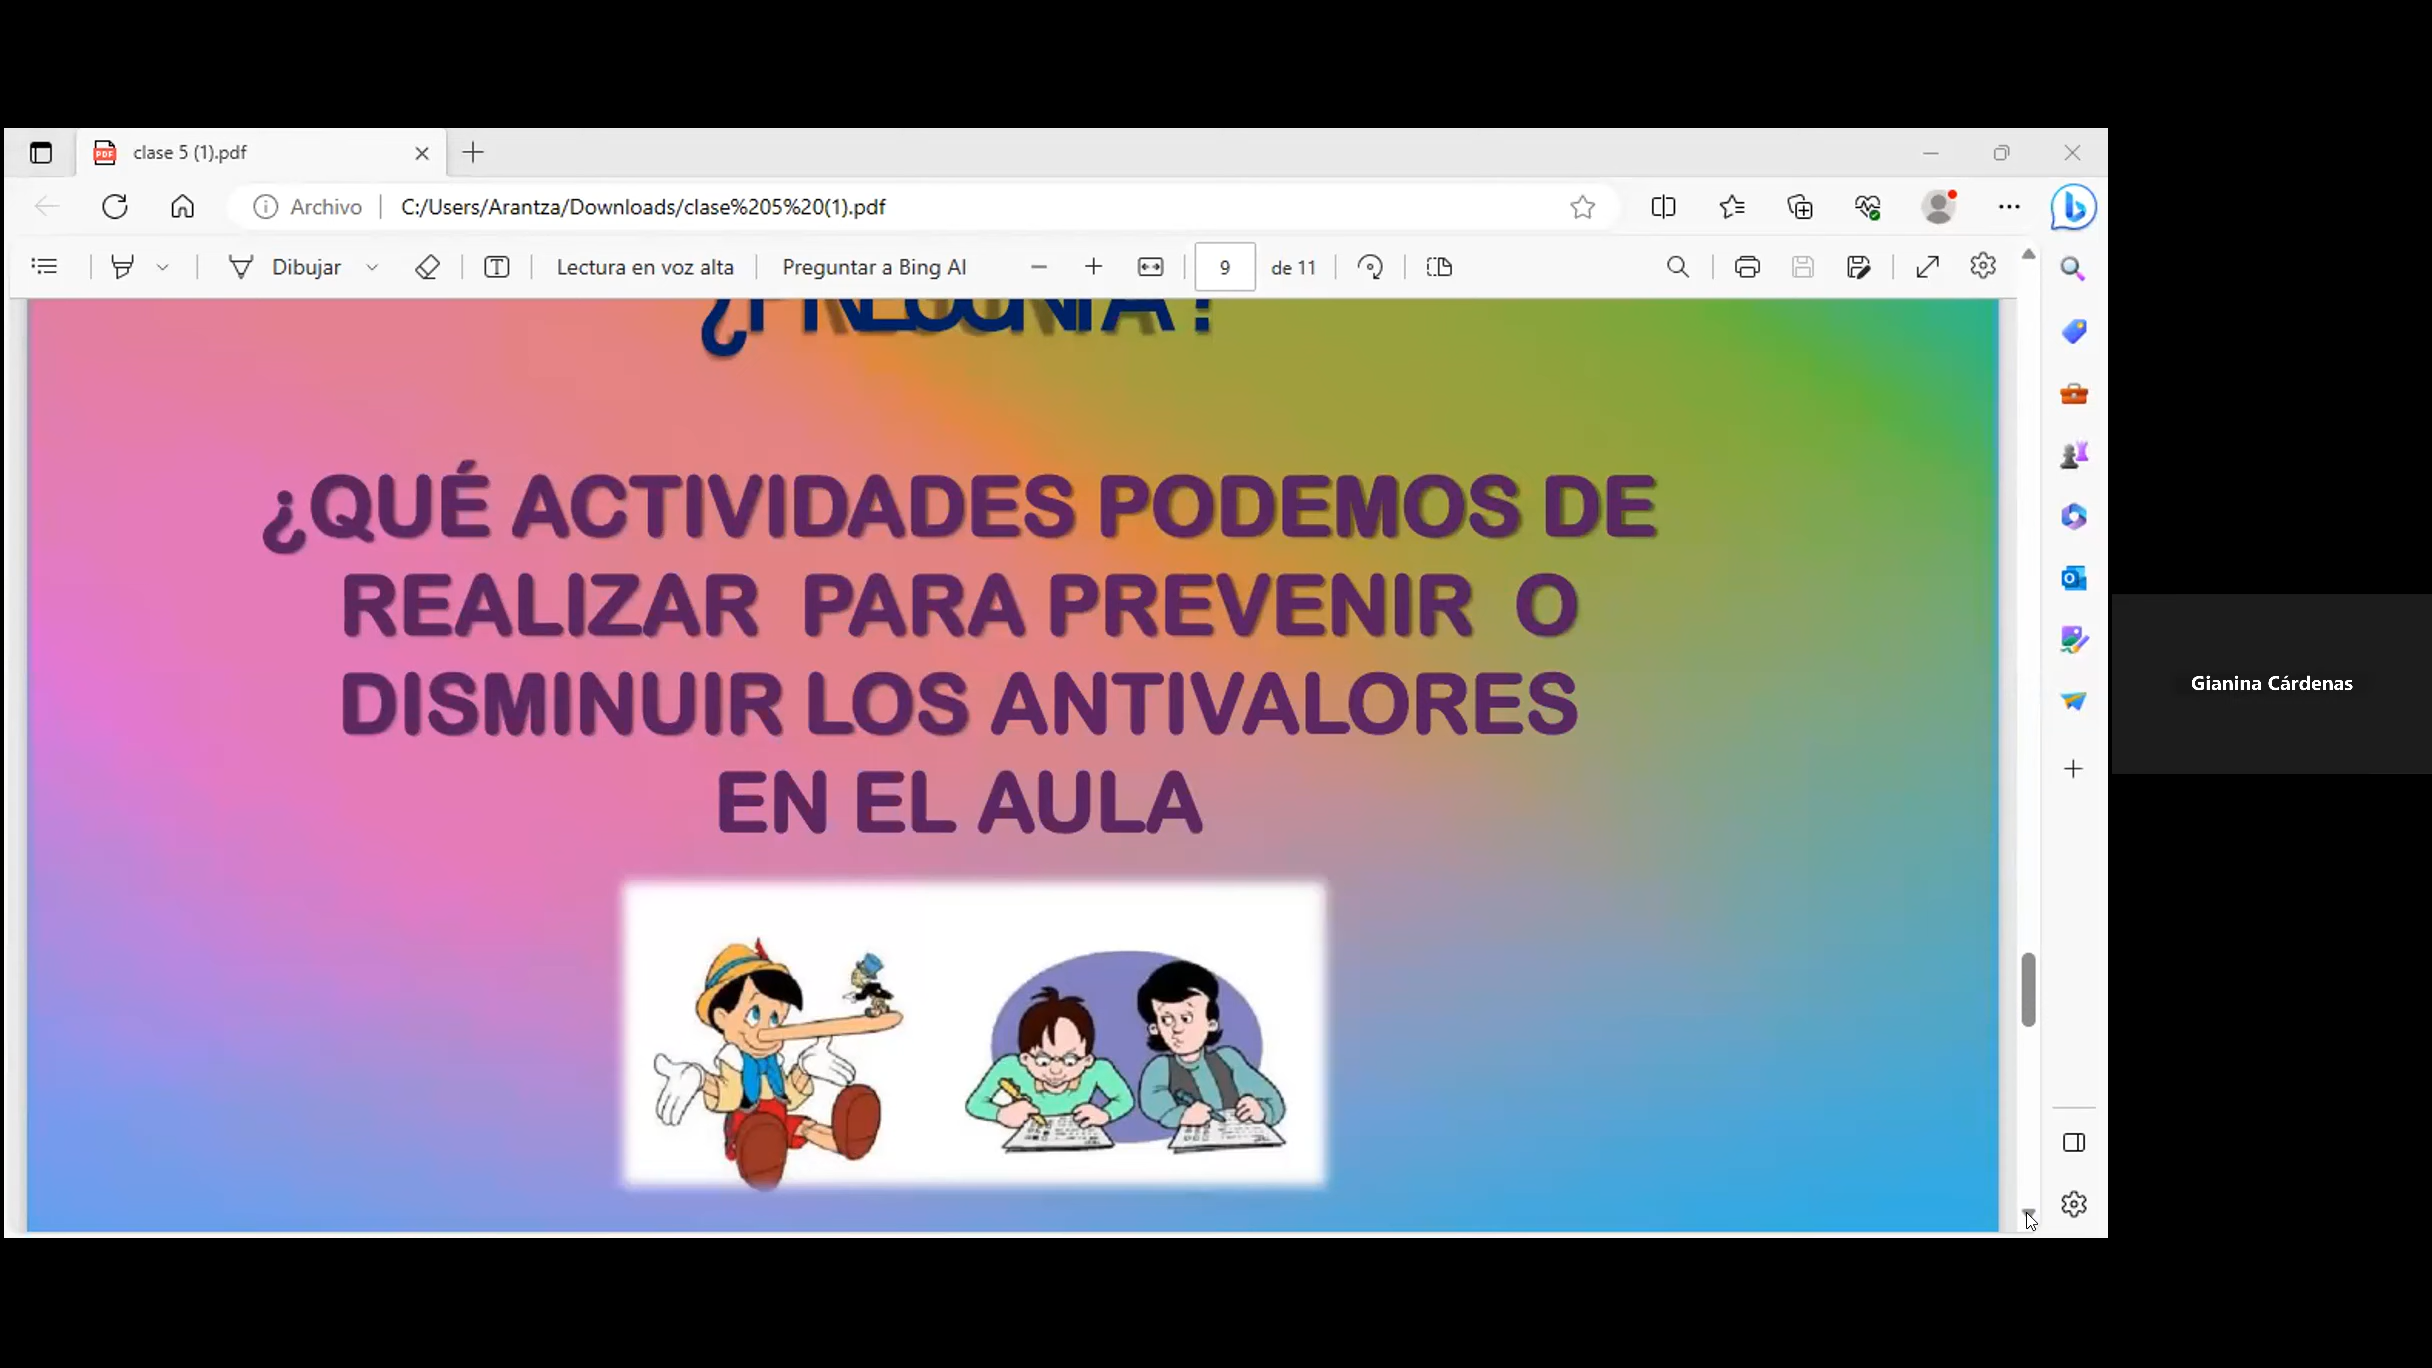 clase 5 (1).pdf
Archivo C:/Users/Arantza/Downloads/clase%205%20(1).pdf
Dibujar Lectura en voz alta Preguntar a Bing AI 9 de 11
¿PREGUNTA?
¿QUÉ ACTIVIDADES PODEMOS DE
REALIZAR PARA PREVENIR O
DISMINUIR LOS ANTIVALORES
EN EL AULA
Gianina Cárdenas